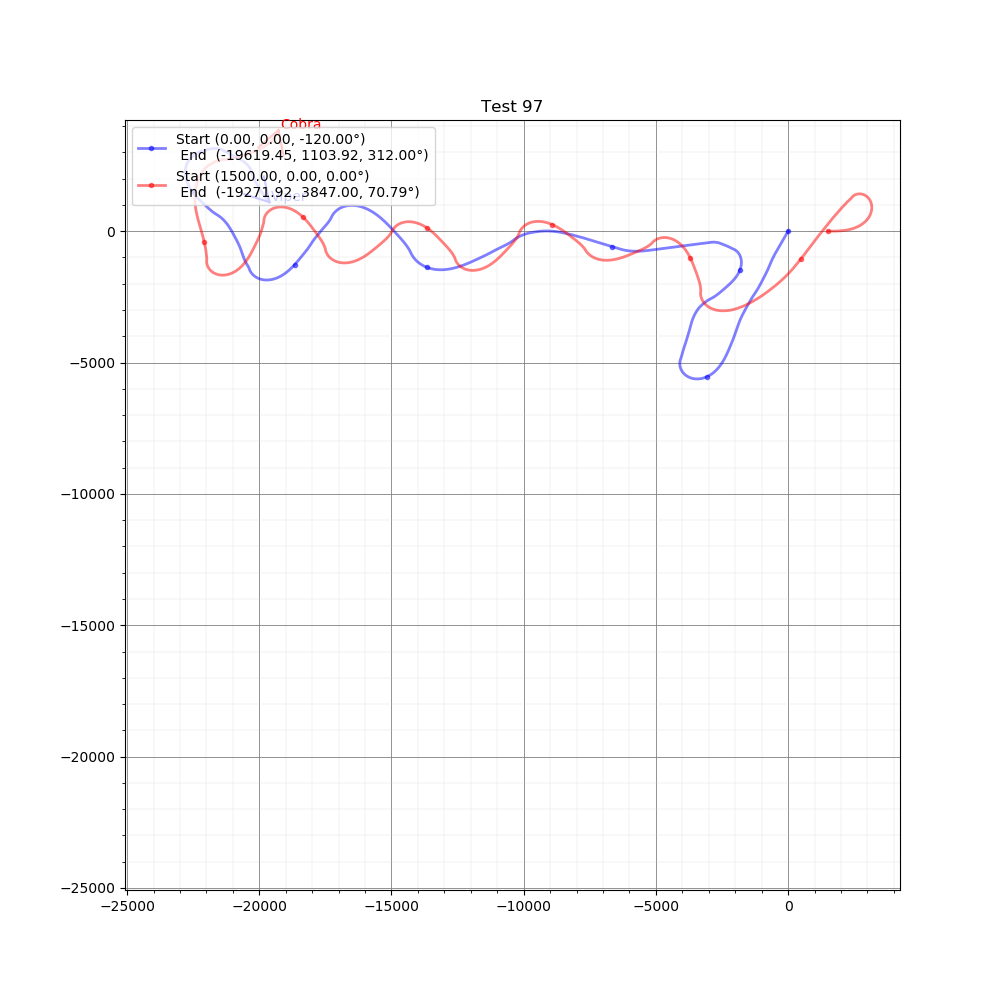 Test 97
Cobra
Start (0.00, 0.00, -120.00°)
End (-19619.45, 1103.92, 312.00°)
Start (1500.00, 0.00, 0.00°)
End (-19271.92, 3847.00, 70.79°)
Viper
0
−5000
−10000
−15000
−20000
−25000
−25000 −20000 −15000 −10000 −5000 0